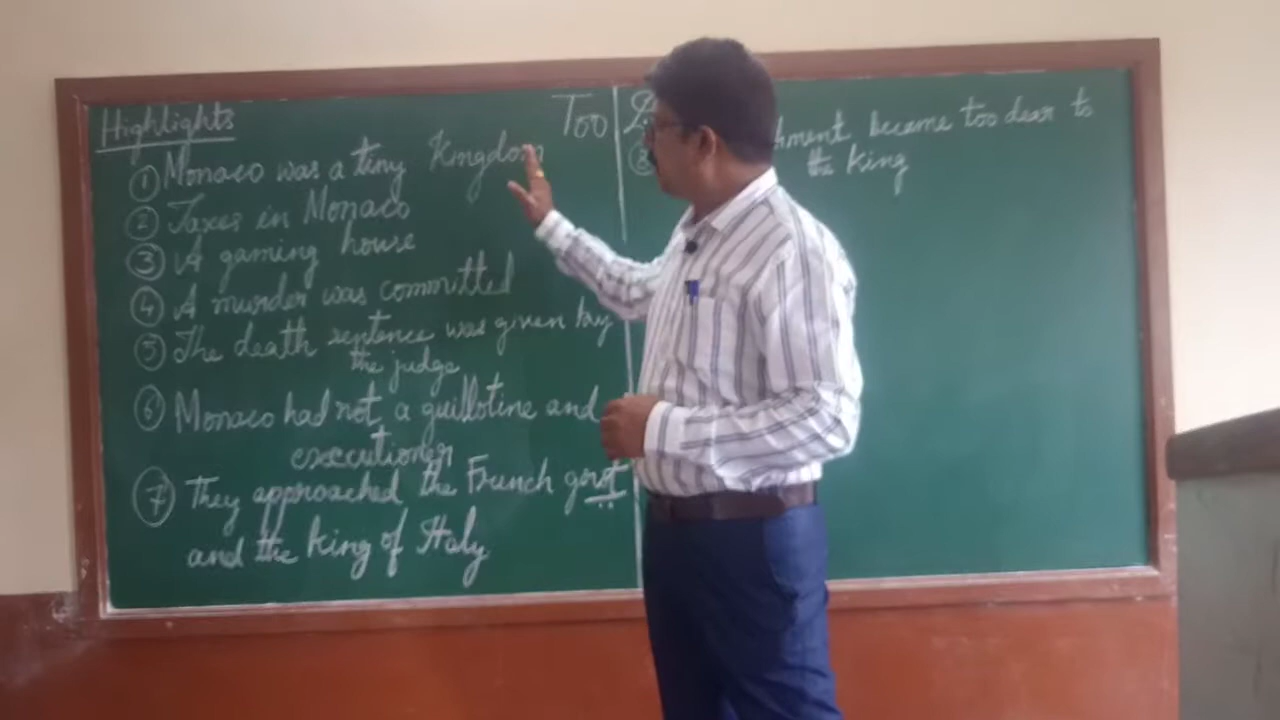 Highlights
Too
① Monaco was a tiny Kingdom
② Taxes in Monaco
③ A gaming house
④ A murder was committed
⑤ The death sentence was given by
the judge
⑥ Monaco had not a guillotine and
executioner
⑦ They approached the French govt
and the king of Italy
became too dear to
the king